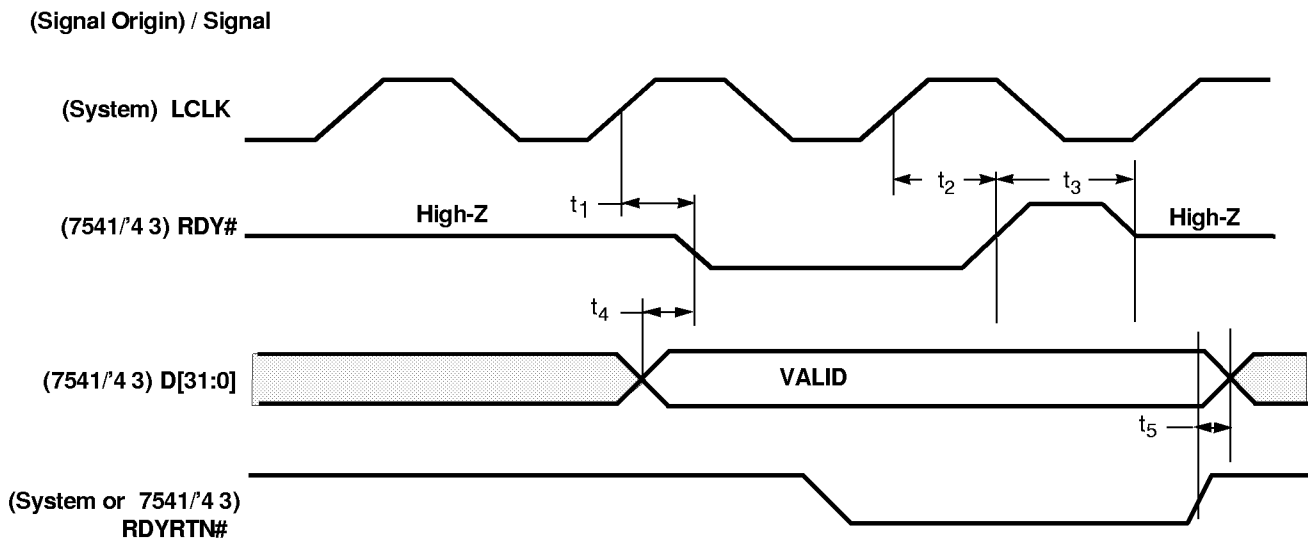 (Signal Origin) / Signal
(System) LCLK
t1
t2
t3
(7541/'4 3) RDY#
High-Z
High-Z
t4
(7541/'4 3) D[31:0]
VALID
t5
(System or 7541/'4 3)
RDYRTN#